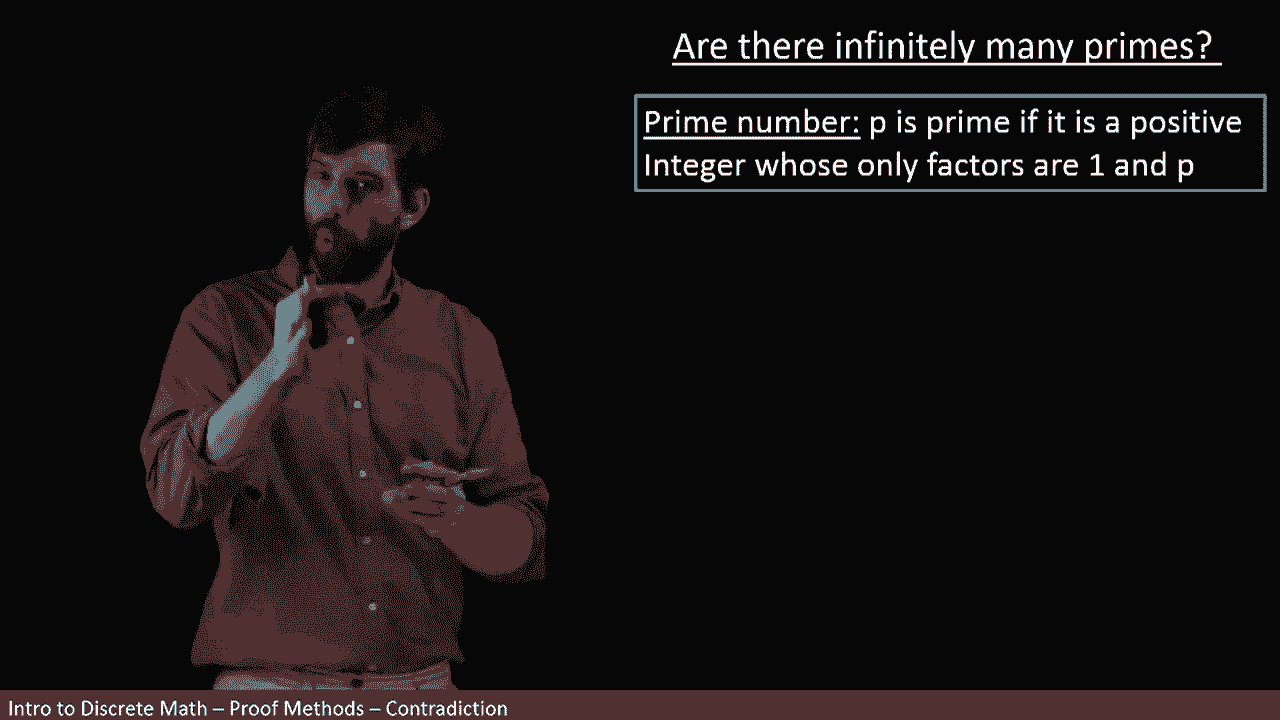 Are there infinitely many primes?
Prime number: p is prime if it is a positive
Integer whose only factors are 1 and p
Intro to Discrete Math – Proof Methods – Contradiction